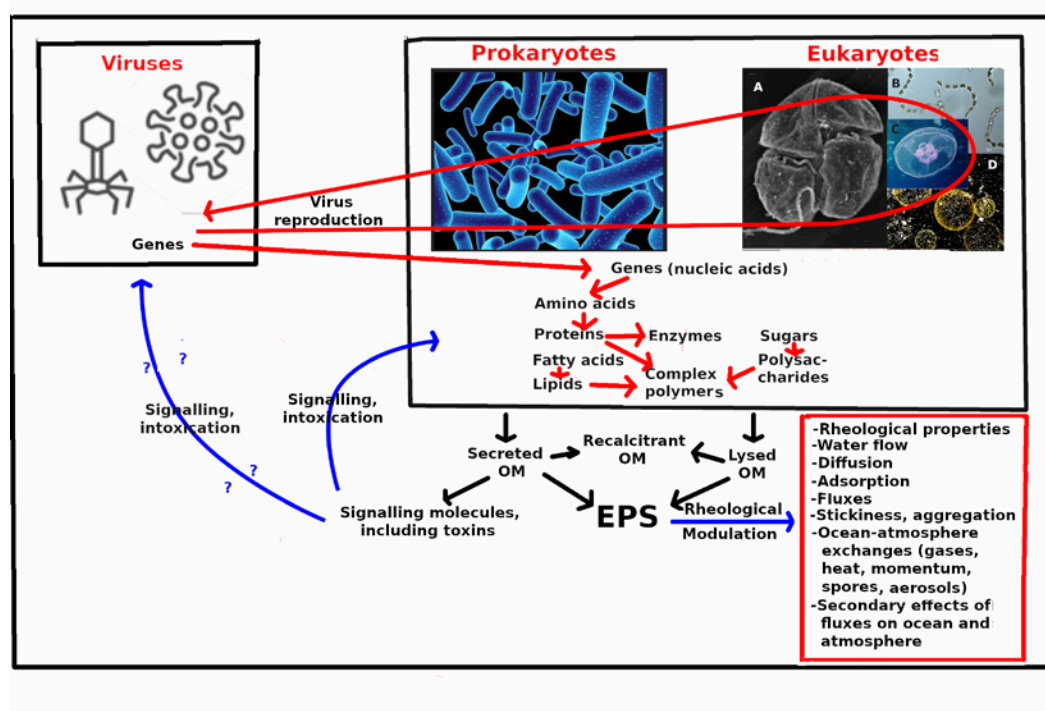 Viruses
Prokaryotes
Eukaryotes
A
B
C
D
Virus
reproduction
Genes
Genes (nucleic acids)
Amino acids
Proteins
Enzymes
Sugars
Fatty acids
Polysac-
charides
Lipids
Complex
polymers
?
?
Signalling,
intoxication
Signalling,
intoxication
?
?
Secreted
OM
Recalcitrant
OM
Lysed
OM
Signalling molecules,
including toxins
EPS
Rheological
Modulation
-Rheological properties
-Water flow
-Diffusion
-Adsorption
-Fluxes
-Stickiness, aggregation
-Ocean-atmosphere
exchanges (gases,
heat, momentum,
spores, aerosols)
-Secondary effects of
fluxes on ocean and
atmosphere